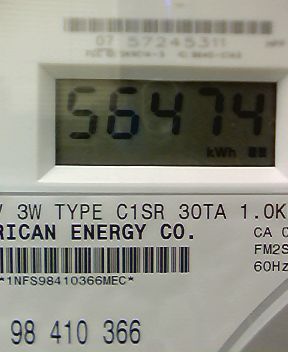 07 57245311
56474
kWh
V 3W TYPE C1SR 30TA 1.0K
RICAN ENERGY CO.
CA 0
FM2S
60Hz
*1NFS98410366MEC*
98 410 366